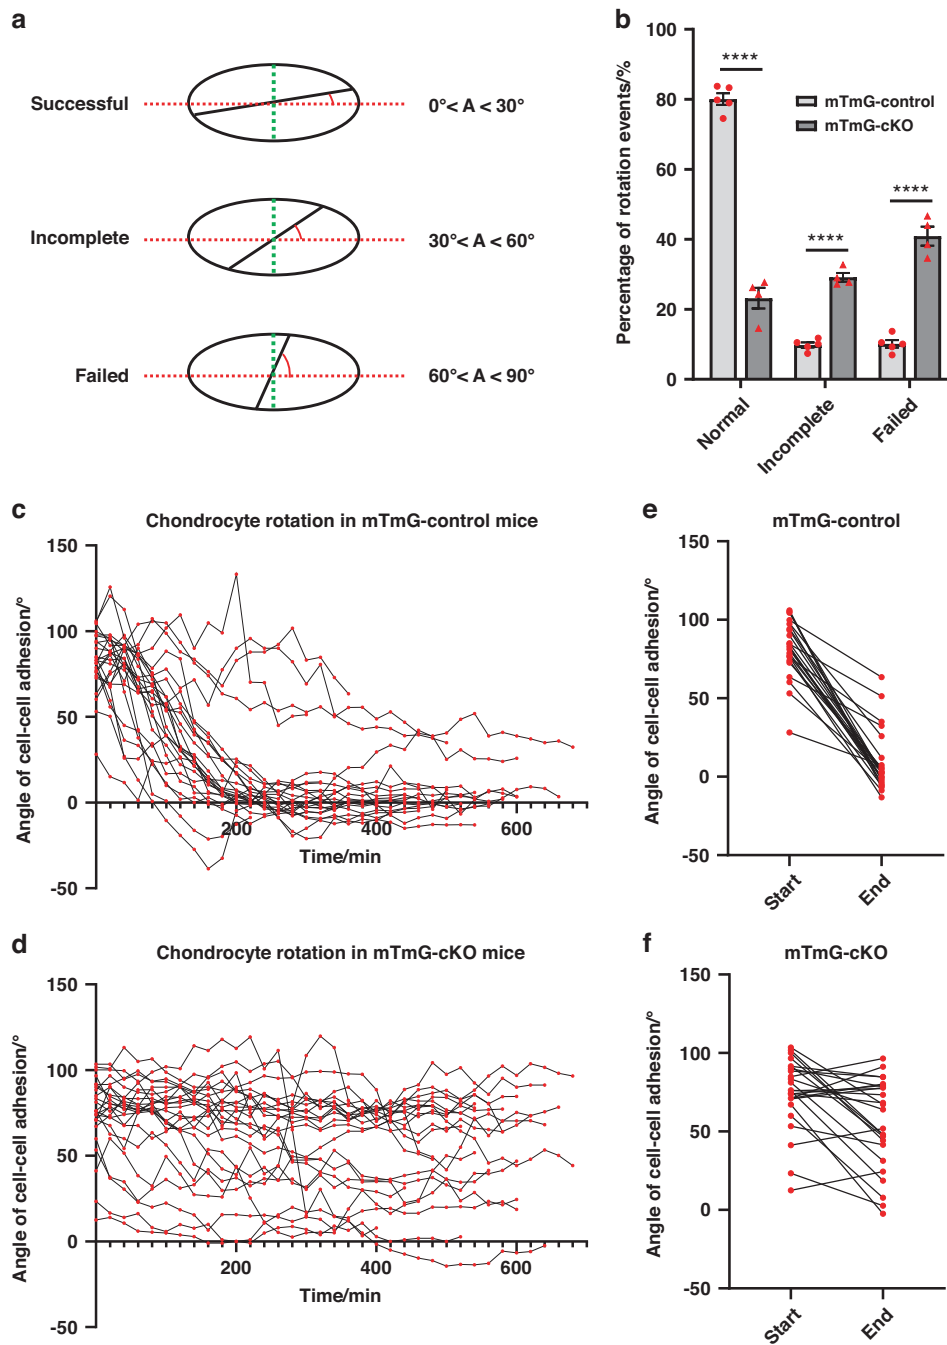 a
Successful
0°< A < 30°
Incomplete
30°< A < 60°
Failed
60°< A < 90°
b
Percentage of rotation events/%
100
80
60
40
20
0
****
****
****
mTmG-control
mTmG-cKO
Normal
Incomplete
Failed
c
Chondrocyte rotation in mTmG-control mice
Angle of cell-cell adhesion/°
150
100
50
0
-50
200
400
600
Time/min
e
mTmG-control
Angle of cell-cell adhesion/°
150
100
50
0
-50
Start
End
d
Chondrocyte rotation in mTmG-cKO mice
Angle of cell-cell adhesion/°
150
100
50
0
-50
200
400
600
Time/min
f
mTmG-cKO
Angle of cell-cell adhesion/°
150
100
50
0
-50
Start
End